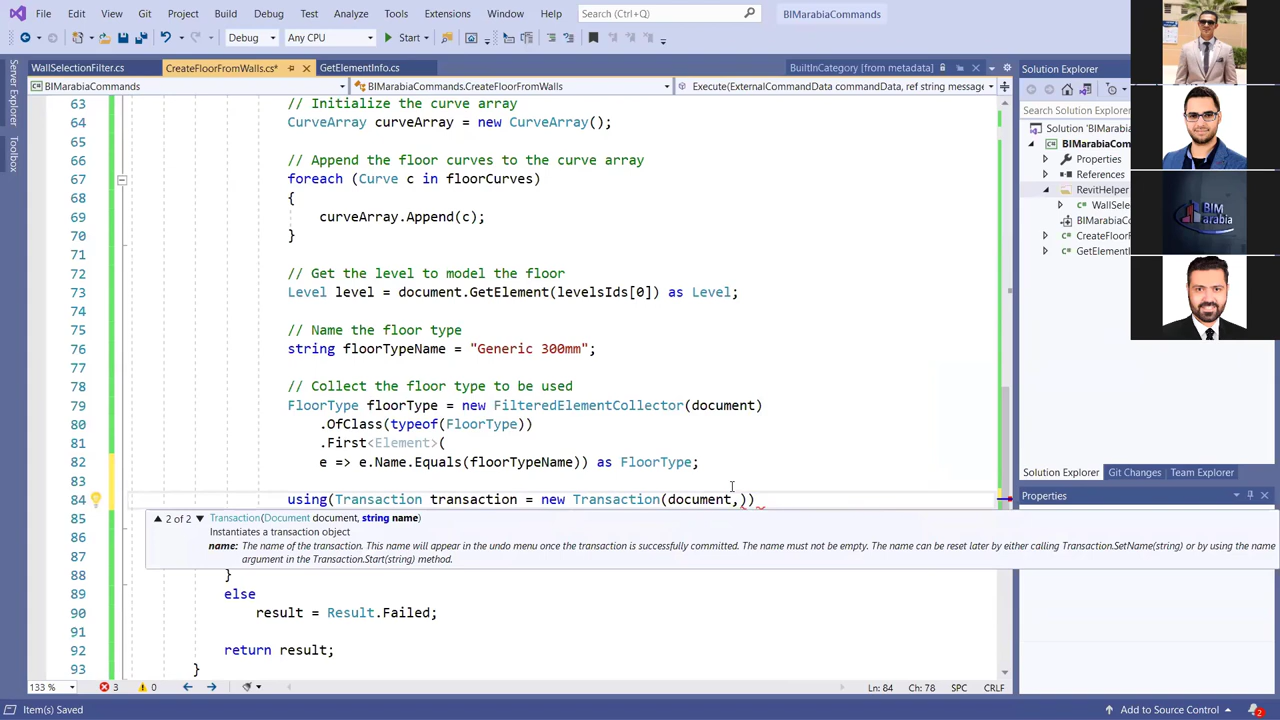 File Edit View Git Project Build Debug Test Analyze Tools Extensions Window Help Search (Ctrl+Q) BIMarabiaCommands
Debug Any CPU Start
WallSelectionFilter.cs CreateFloorFromWalls.cs* GetElementInfo.cs BuiltInCategory [from metadata]
BIMarabiaCommands BIMarabiaCommands.CreateFloorFromWalls Execute(ExternalCommandData commandData, ref string message
Server Explorer
Toolbox
63 // Initialize the curve array
64 CurveArray curveArray = new CurveArray();
65
66 // Append the floor curves to the curve array
67 foreach (Curve c in floorCurves)
68 {
69 curveArray.Append(c);
70 }
71
72 // Get the level to model the floor
73 Level level = document.GetElement(levelsIds[0]) as Level;
74
75 // Name the floor type
76 string floorTypeName = "Generic 300mm";
77
78 // Collect the floor type to be used
79 FloorType floorType = new FilteredElementCollector(document)
80 .OfClass(typeof(FloorType))
81 .First<Element>(
82 e => e.Name.Equals(floorTypeName)) as FloorType;
83
84 using(Transaction transaction = new Transaction(document,))
85 2 of 2 Transaction(Document document, string name)
86 Instantiates a transaction object
87 name: The name of the transaction. This name will appear in the undo menu once the transaction is successfully committed. The name must not be empty. The name can be reset later by either calling Transaction.SetName(string) or by using the name
argument in the Transaction.Start(string) method.
88 }
89 else
90 result = Result.Failed;
91
92 return result;
93 }
133 % 3 0 Ln: 84 Ch: 78 SPC CRLF
Item(s) Saved Add to Source Control 2
Solution Explorer
Search Solution Explorer
Solution 'BIMarabiaCom
BIMarabiaCom
Properties
References
RevitHelper
WallSele
BIMarabiaCo
CreateFloorF
GetElementI
BIM
arabia
Solution Explorer Git Changes Team Explorer
Properties